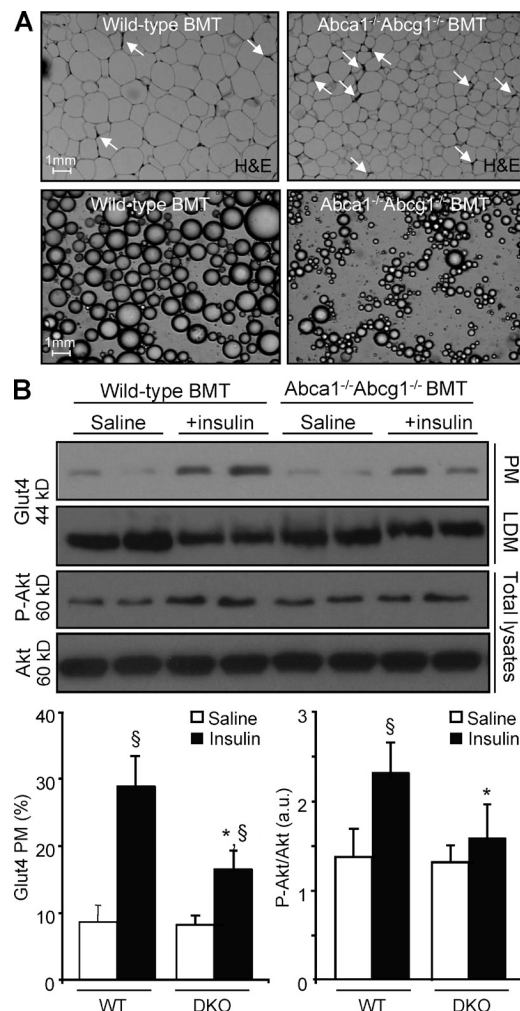 A
Wild-type BMT
Abca1-/-Abcg1-/- BMT
1mm
H&E
H&E
Wild-type BMT
Abca1-/-Abcg1-/-BMT
1mm
B
Wild-type BMT
Abca1-/-Abcg1-/- BMT
Saline
+insulin
Saline
+insulin
Glut4
44 kD
PM
LDM
P-Akt
60 kD
Akt
60 kD
Total lysates
Glut4 PM (%)
40
30
20
10
0
Saline
Insulin
§
* §
WT
DKO
P-Akt/Akt (a.u.)
3
2
1
0
Saline
Insulin
§
*
WT
DKO